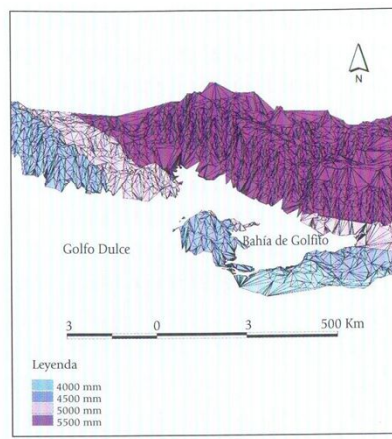 N
Golfo Dulce
Bahía de Golfito
3 0 3 500 Km
Leyenda
4000 mm
4500 mm
5000 mm
5500 mm